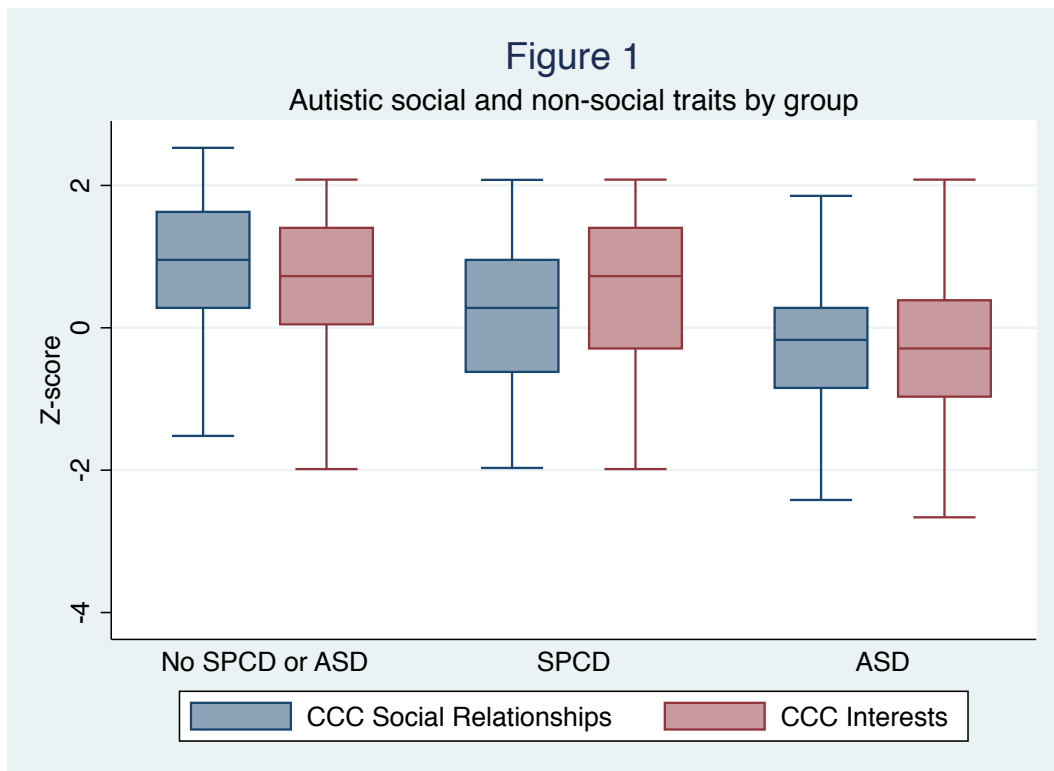 Figure 1
Autistic social and non-social traits by group
Z-score
2
0
-2
-4
No SPCD or ASD SPCD ASD
CCC Social Relationships CCC Interests